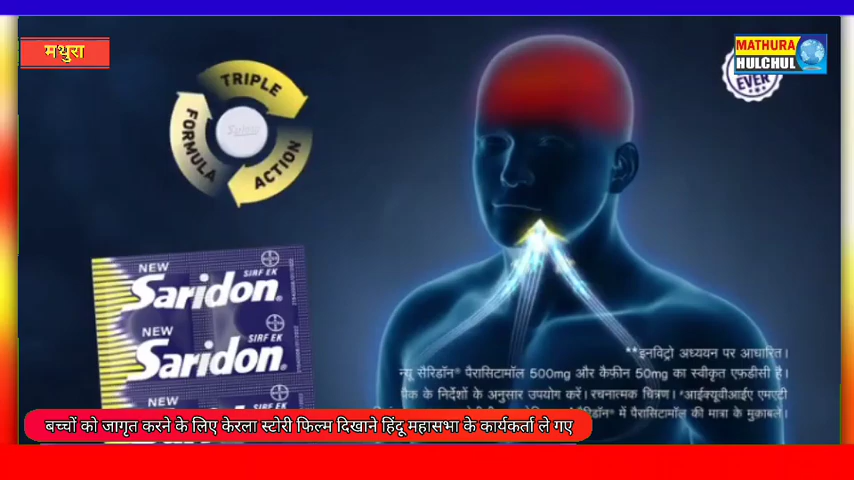 मथुरा
MATHURA
HULCHUL
EVER
TRIPLE
ACTION
FORMULA
NEW
SIRF EK
Saridon
NEW
SIRF EK
Saridon
NEW
SIRF EK
**इनविट्रो अध्ययन पर आधारित।
न्यू सैरिडॉन® पैरासिटामॉल 500mg और कैफ़ीन 50mg का स्वीकृत एफ़डीसी है।
पैक के निर्देशों के अनुसार उपयोग करें। रचनात्मक चित्रण। #आईक्यूवीआईए एमएटी
में पैरासिटामॉल की मात्रा के मुकाबले।
बच्चों को जागृत करने के लिए केरला स्टोरी फिल्म दिखाने हिंदू महासभा के कार्यकर्ता ले गए